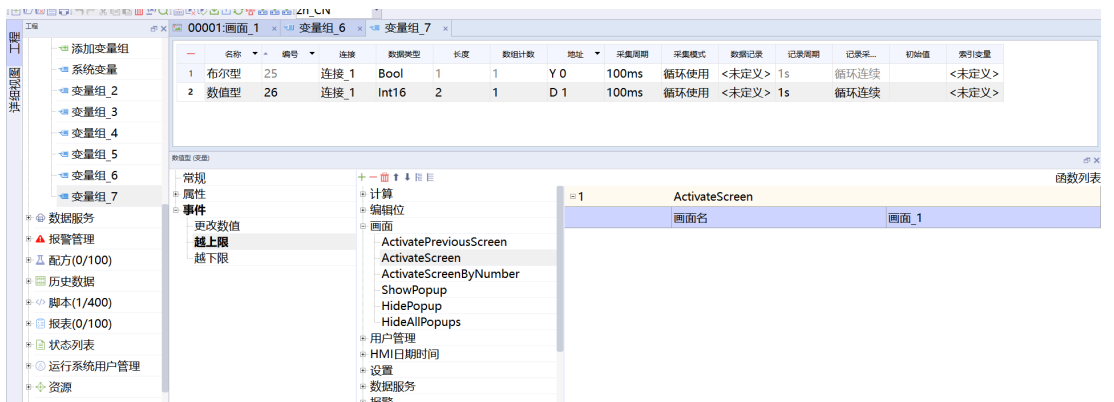 zh_CN
工程
00001:画面_1 × 变量组_6 × 变量组_7 ×
工程
详细视图
添加变量组
系统变量
变量组_2
变量组_3
变量组_4
变量组_5
变量组_6
变量组_7
数据服务
报警管理
配方(0/100)
历史数据
脚本(1/400)
报表(0/100)
状态列表
运行系统用户管理
资源
名称 编号 连接 数据类型 长度 数组计数 地址 采集周期 采集模式 数据记录 记录周期 记录采... 初始值 索引变量
1 布尔型 25 连接_1 Bool 1 1 Y 0 100ms 循环使用 <未定义> 1s 循环连续 <未定义>
2 数值型 26 连接_1 Int16 2 1 D 1 100ms 循环使用 <未定义> 1s 循环连续 <未定义>
数值型 (变量)
常规
属性
事件
更改数值
越上限
越下限
函数列表
计算
编辑位
画面
ActivatePreviousScreen
ActivateScreen
ActivateScreenByNumber
ShowPopup
HidePopup
HideAllPopups
用户管理
HMI日期时间
设置
数据服务
报警
1 ActivateScreen
画面名 画面_1